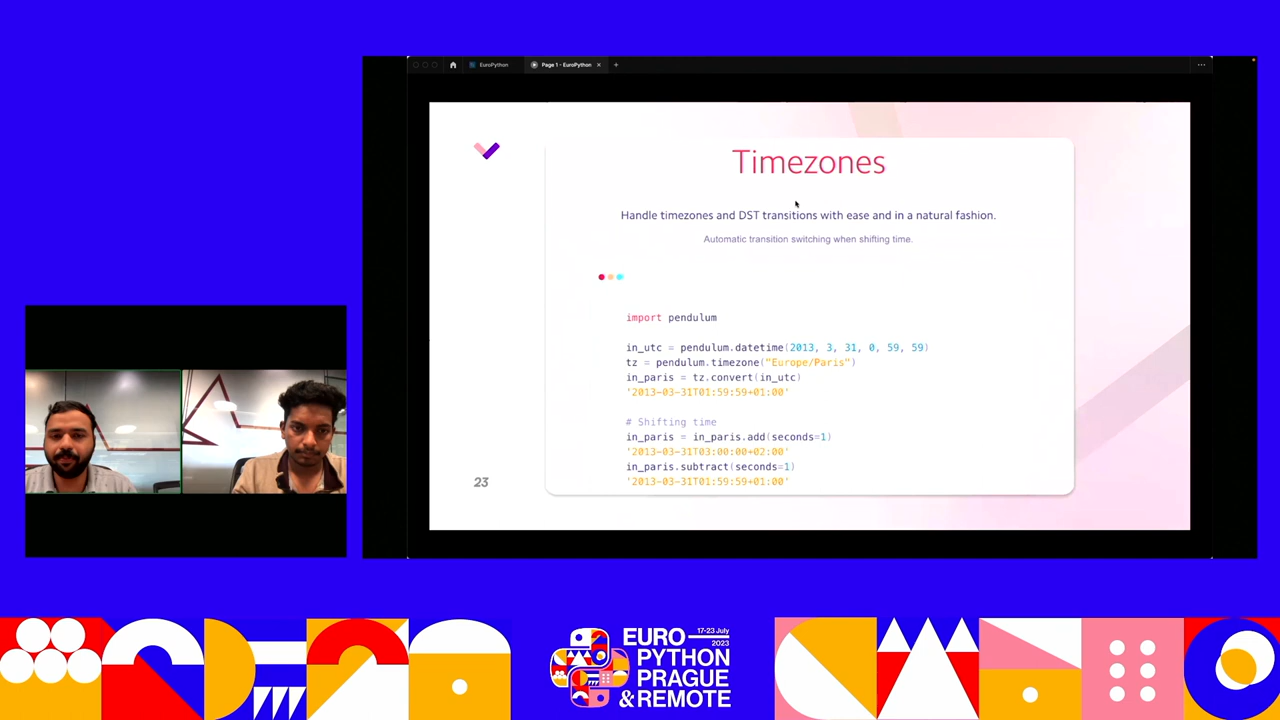 EuroPython
Page 1 - EuroPython
Timezones
Handle timezones and DST transitions with ease and in a natural fashion.
Automatic transition switching when shifting time.
import pendulum
in_utc = pendulum.datetime(2013, 3, 31, 0, 59, 59)
tz = pendulum.timezone("Europe/Paris")
in_paris = tz.convert(in_utc)
'2013-03-31T01:59:59+01:00'
# Shifting time
in_paris = in_paris.add(seconds=1)
'2013-03-31T03:00:00+02:00'
in_paris.subtract(seconds=1)
'2013-03-31T01:59:59+01:00'
23
17-23 July
2023
EURO
PYTHON
PRAGUE
& REMOTE